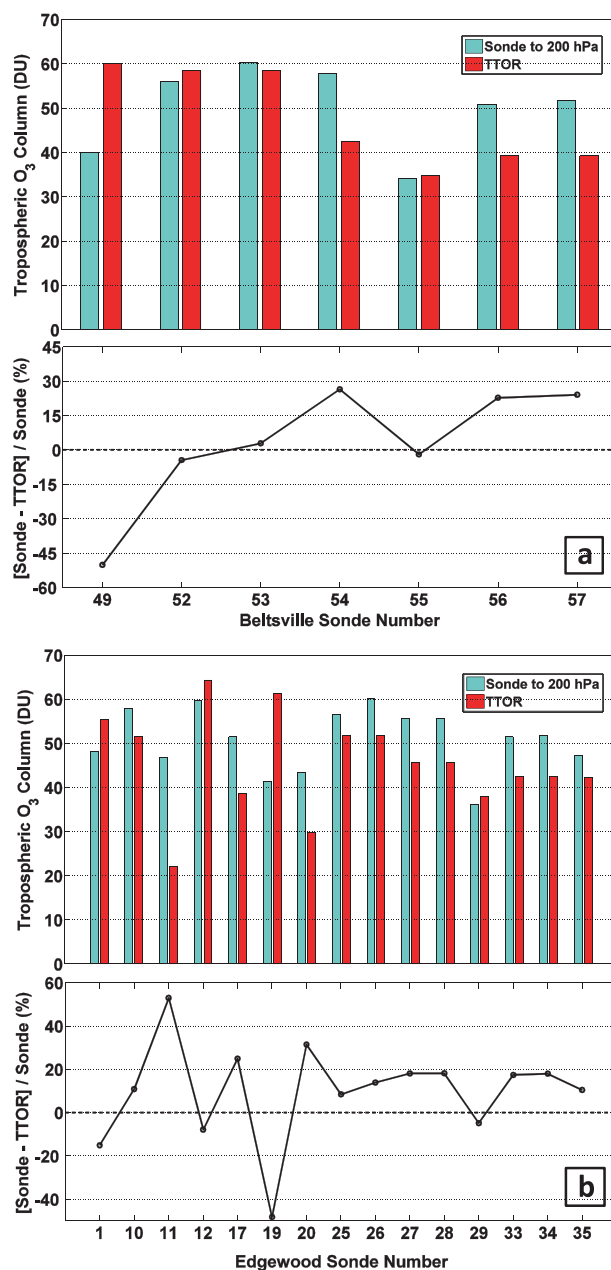 70
60
50
40
30
20
10
0
Tropospheric O3 Column (DU)
Sonde to 200 hPa
TTOR
45
30
15
0
-15
-30
-45
-60
[Sonde - TTOR] / Sonde (%)
a
49 52 53 54 55 56 57
Beltsville Sonde Number
70
60
50
40
30
20
10
0
Tropospheric O3 Column (DU)
Sonde to 200 hPa
TTOR
60
40
20
0
-20
-40
[Sonde - TTOR] / Sonde (%)
b
1 10 11 12 17 19 20 25 26 27 28 29 33 34 35
Edgewood Sonde Number